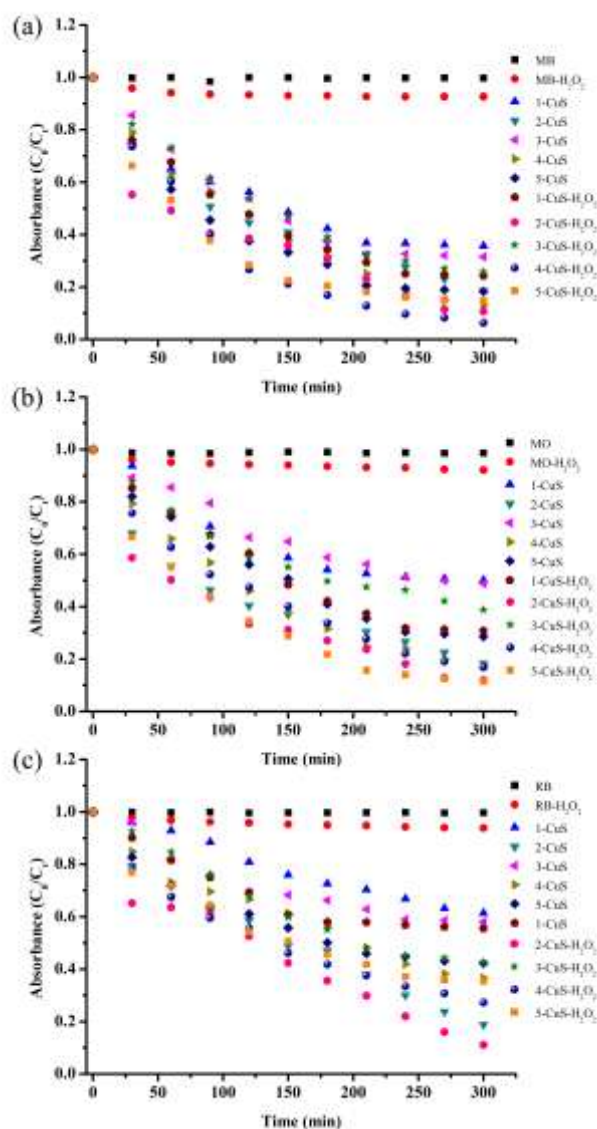 (a)
Absorbance (C₀/Cₜ)
1.2
1.0
0.8
0.6
0.4
0.2
0.0
0
50
100
150
200
250
300
Time (min)
MB
MB-H₂O₂
1-CuS
2-CuS
3-CuS
4-CuS
5-CuS
1-CuS-H₂O₂
2-CuS-H₂O₂
3-CuS-H₂O₂
4-CuS-H₂O₂
5-CuS-H₂O₂
(b)
Absorbance (C₀/Cₜ)
1.2
1.0
0.8
0.6
0.4
0.2
0.0
0
50
100
150
200
250
300
Time (min)
MO
MO-H₂O₂
1-CuS
2-CuS
3-CuS
4-CuS
5-CuS
1-CuS-H₂O₂
2-CuS-H₂O₂
3-CuS-H₂O₂
4-CuS-H₂O₂
5-CuS-H₂O₂
(c)
Absorbance (C₀/Cₜ)
1.2
1.0
0.8
0.6
0.4
0.2
0.0
0
50
100
150
200
250
300
Time (min)
RB
RB-H₂O₂
1-CuS
2-CuS
3-CuS
4-CuS
5-CuS
1-CuS
2-CuS-H₂O₂
3-CuS-H₂O₂
4-CuS-H₂O₂
5-CuS-H₂O₂